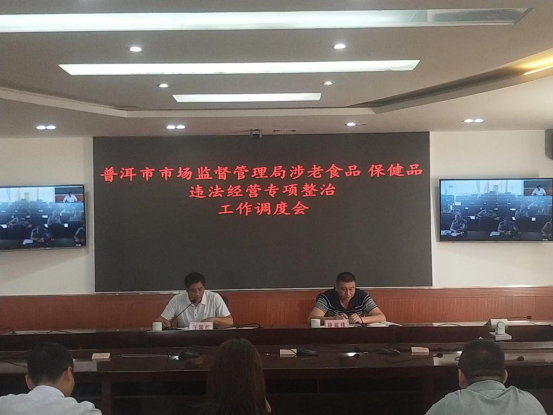 普洱市市场监督管理局涉老食品 保健品
违法经营专项整治
工作调度会